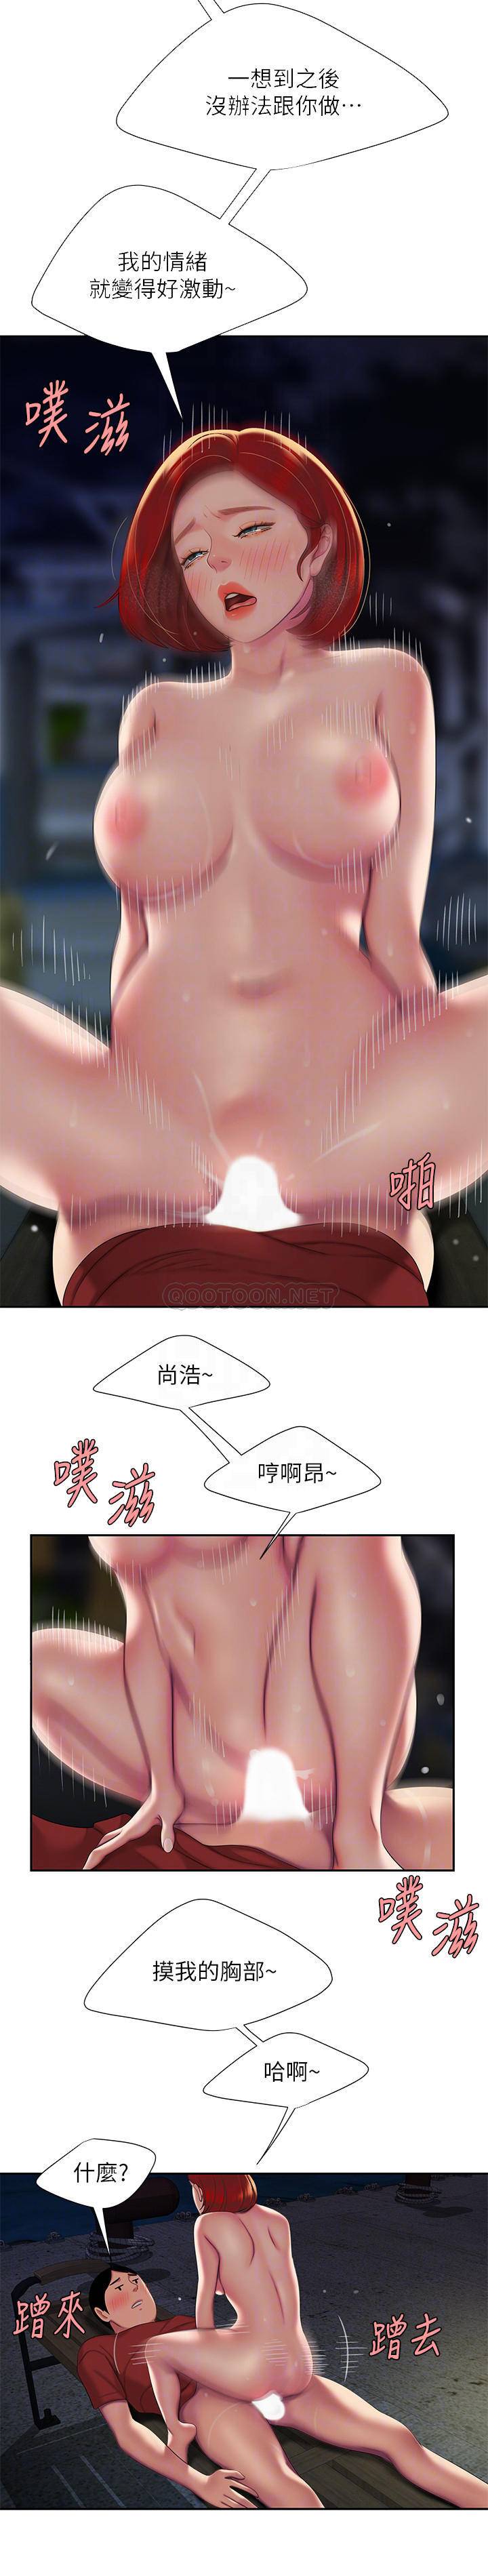 一想到之後
沒辦法跟你做…
我的情緒
就變得好激動~
噗滋
啪
QOOTOON.NET
尚浩~
哼啊昂~
噗滋
噗滋
摸我的胸部~
哈啊~
什麼?
蹭來
蹭去